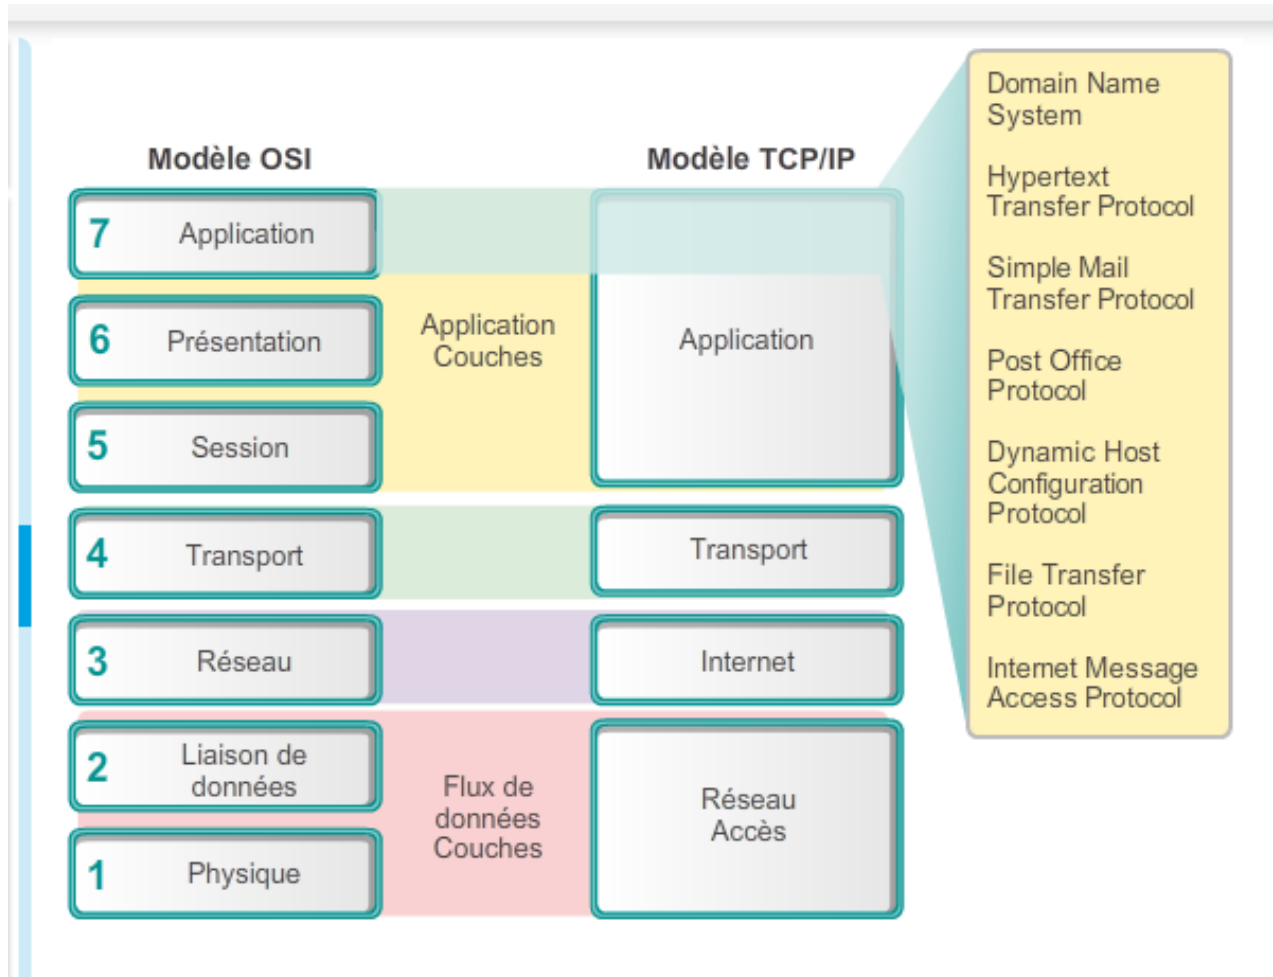 Modèle OSI
Modèle TCP/IP
7
Application
6
Présentation
5
Session
4
Transport
3
Réseau
2
Liaison de
données
1
Physique
Application
Couches
Flux de
données
Couches
Application
Transport
Internet
Réseau
Accès
Domain Name
System
Hypertext
Transfer Protocol
Simple Mail
Transfer Protocol
Post Office
Protocol
Dynamic Host
Configuration
Protocol
File Transfer
Protocol
Internet Message
Access Protocol